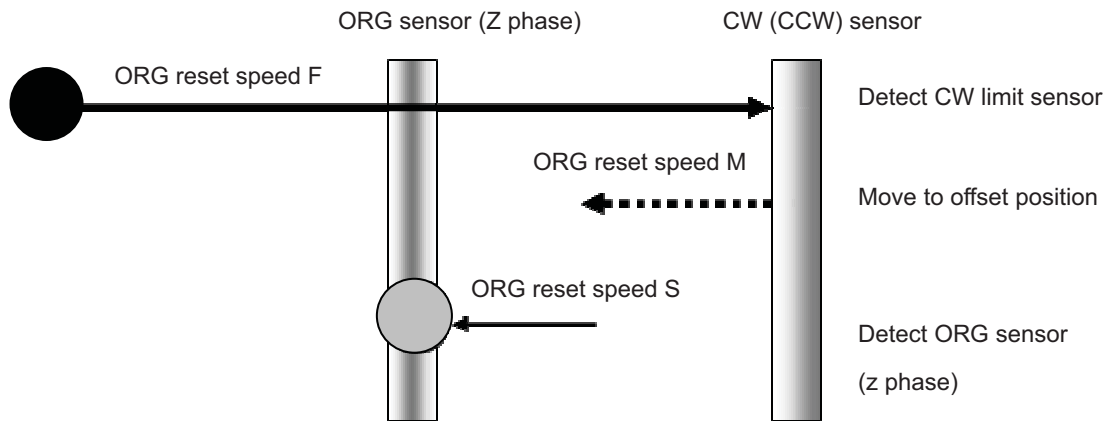 ORG sensor (Z phase)
CW (CCW) sensor
ORG reset speed F
Detect CW limit sensor
ORG reset speed M
Move to offset position
ORG reset speed S
Detect ORG sensor
(z phase)